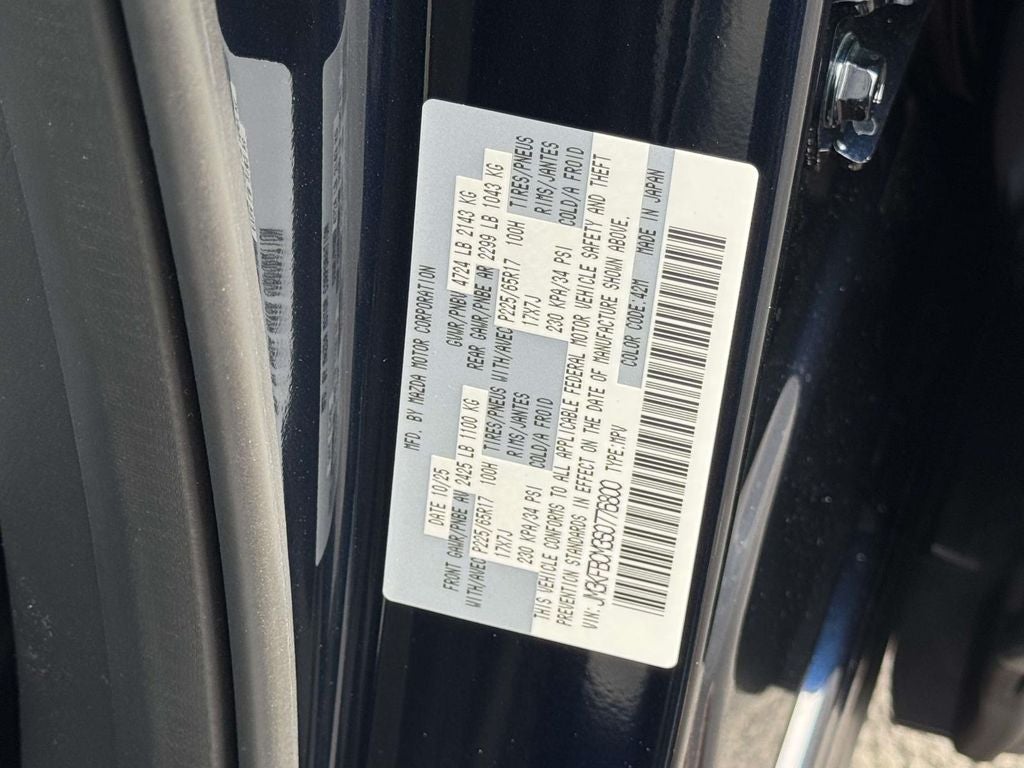 MFD. BY MAZDA MOTOR CORPORATION
DATE 10/25 GVWR/PNBV 4724 LB 2143 KG
FRONT GAWR/PNBE AV 2425 LB 1100 KG REAR GAWR/PNBE AR 2299 LB 1043 KG
WITH/AVEC P225/65R17 100H TIRES/PNEUS WITH/AVEC P225/65R17 100H TIRES/PNEUS
17X7J RIMS/JANTES 17X7J RIMS/JANTES
230 KPA/34 PSI COLD/A FROID 230 KPA/34 PSI COLD/A FROID
THIS VEHICLE CONFORMS TO ALL APPLICABLE FEDERAL MOTOR VEHICLE SAFETY AND THEFT
PREVENTION STANDARDS IN EFFECT ON THE DATE OF MANUFACTURE SHOWN ABOVE.
VIN: TYPE:MPV COLOR CODE:42M MADE IN JAPAN